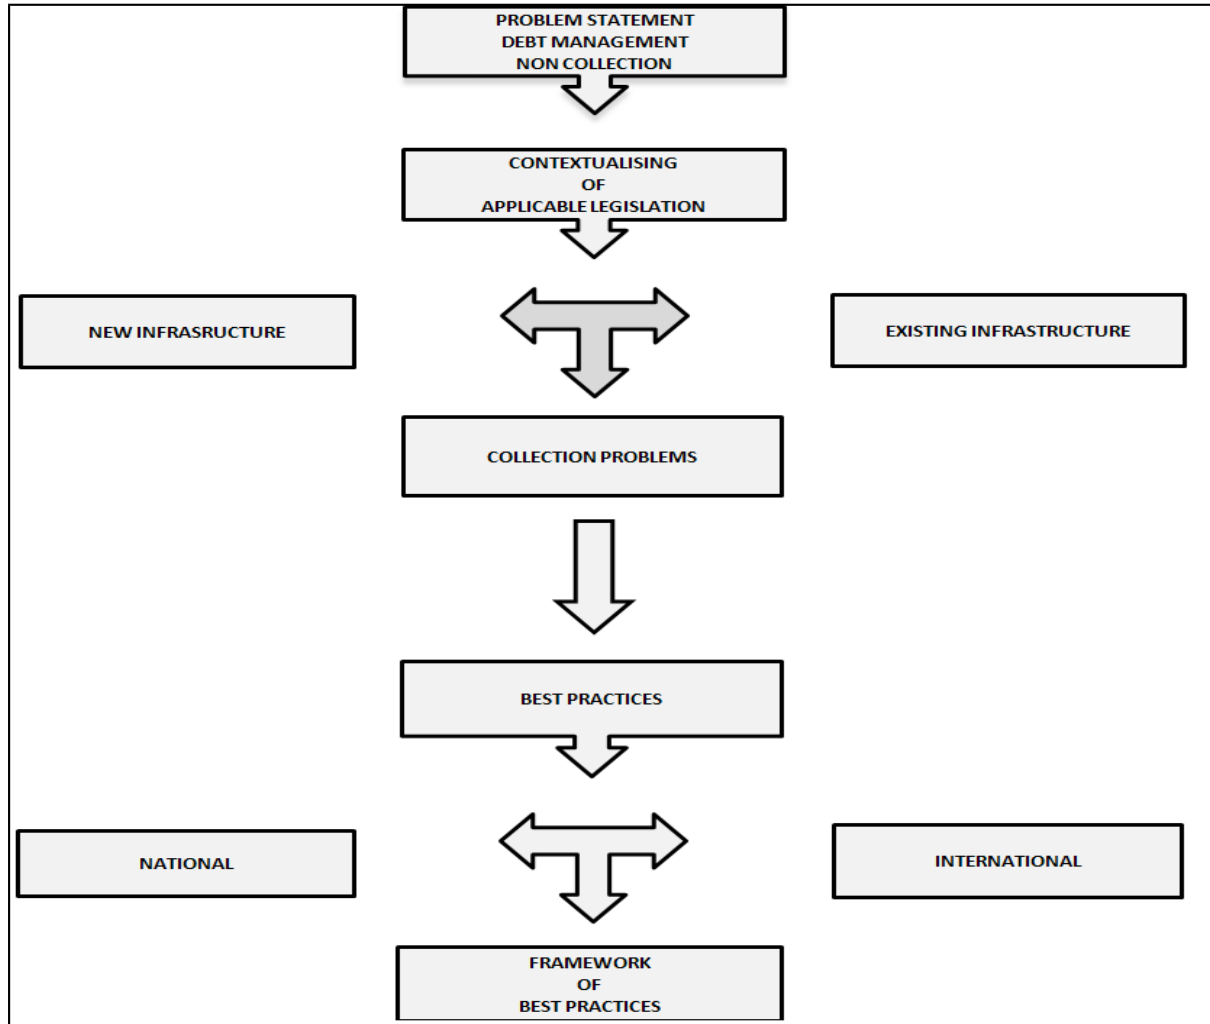 PROBLEM STATEMENT
DEBT MANAGEMENT
NON COLLECTION
CONTEXTUALISING
OF
APPLICABLE LEGISLATION
NEW INFRASRUCTURE
EXISTING INFRASTRUCTURE
COLLECTION PROBLEMS
BEST PRACTICES
NATIONAL
INTERNATIONAL
FRAMEWORK
OF
BEST PRACTICES